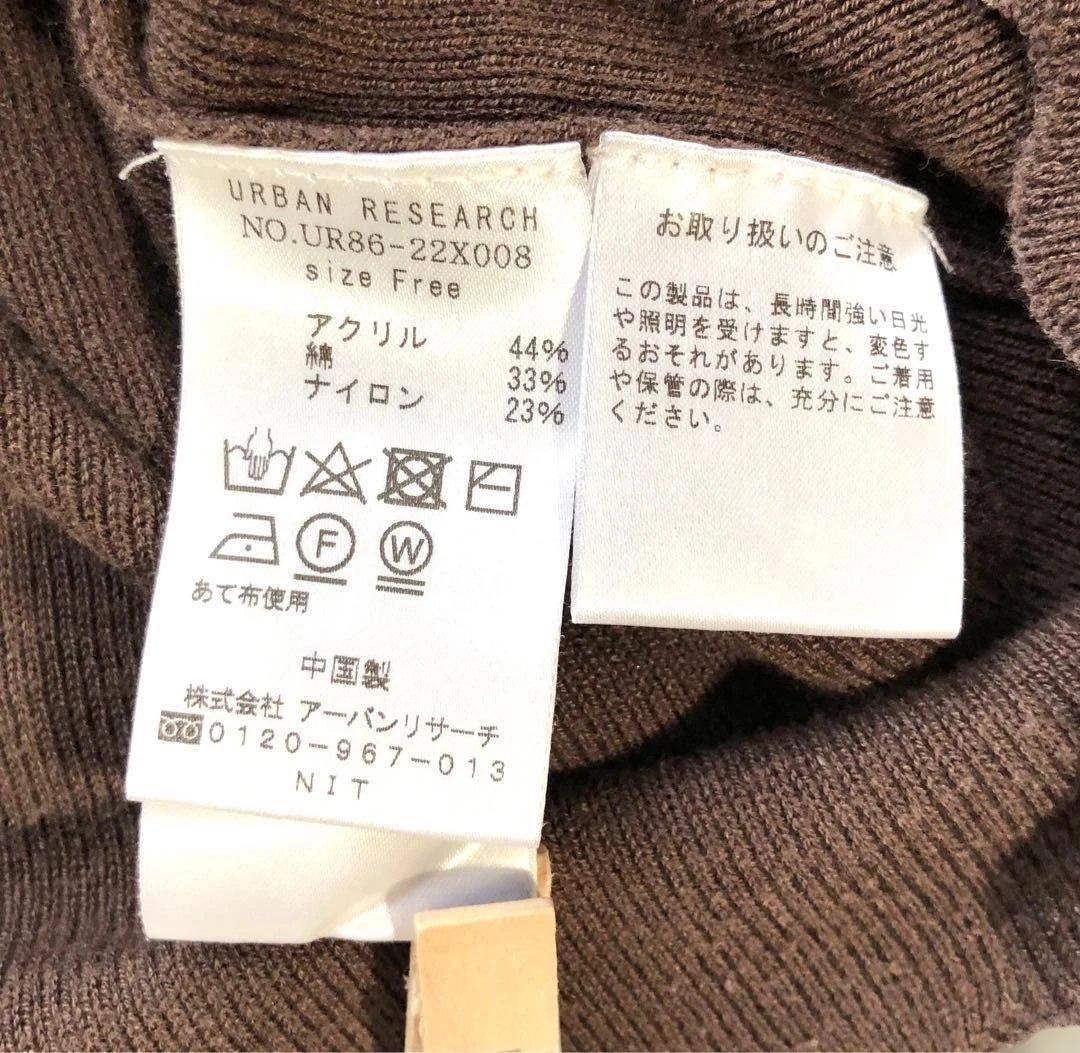 URBAN RESEARCH
NO.UR86-22X008
size Free
アクリル 44%
綿 33%
ナイロン 23%
F W
あて布使用
中国製
株式会社 アーバンリサーチ
0120-967-013
NIT
お取り扱いのご注意
この製品は、長時間強い日光
や照明を受けますと、変色す
るおそれがあります。ご着用
や保管の際は、充分にご注意
ください。